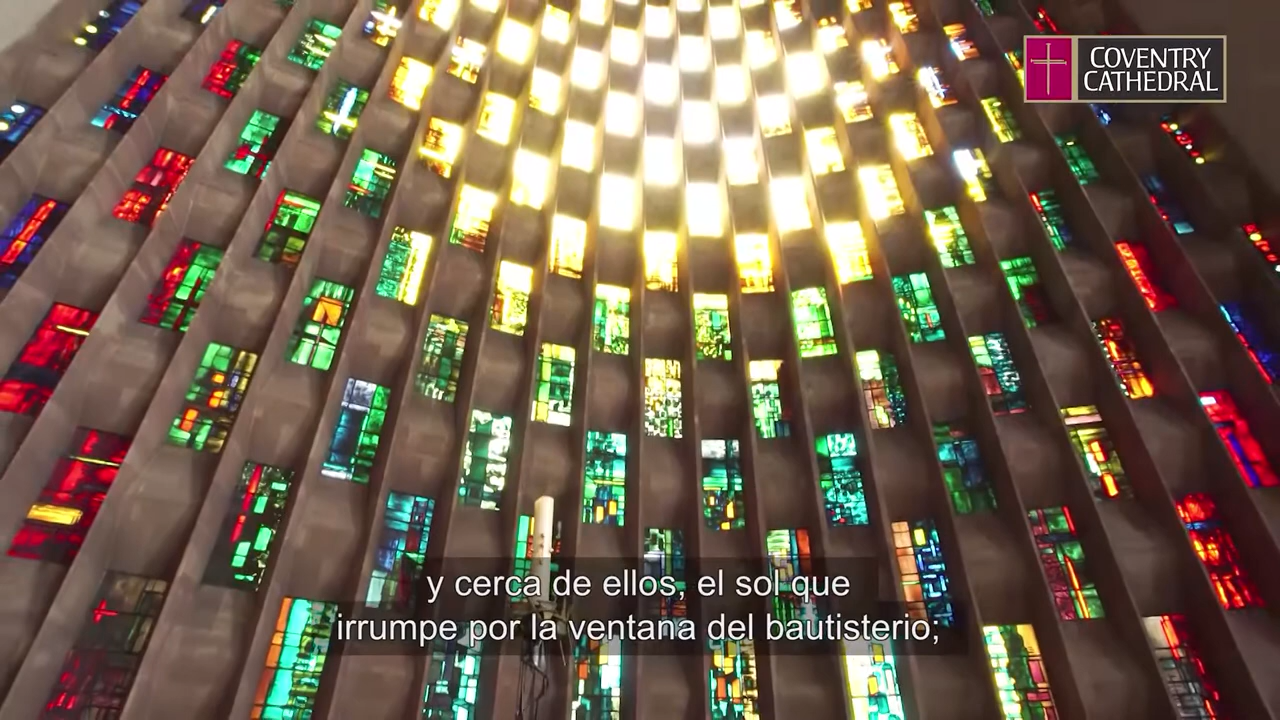 COVENTRY
CATHEDRAL
y cerca de ellos, el sol que
irrumpe por la ventana del bautisterio;